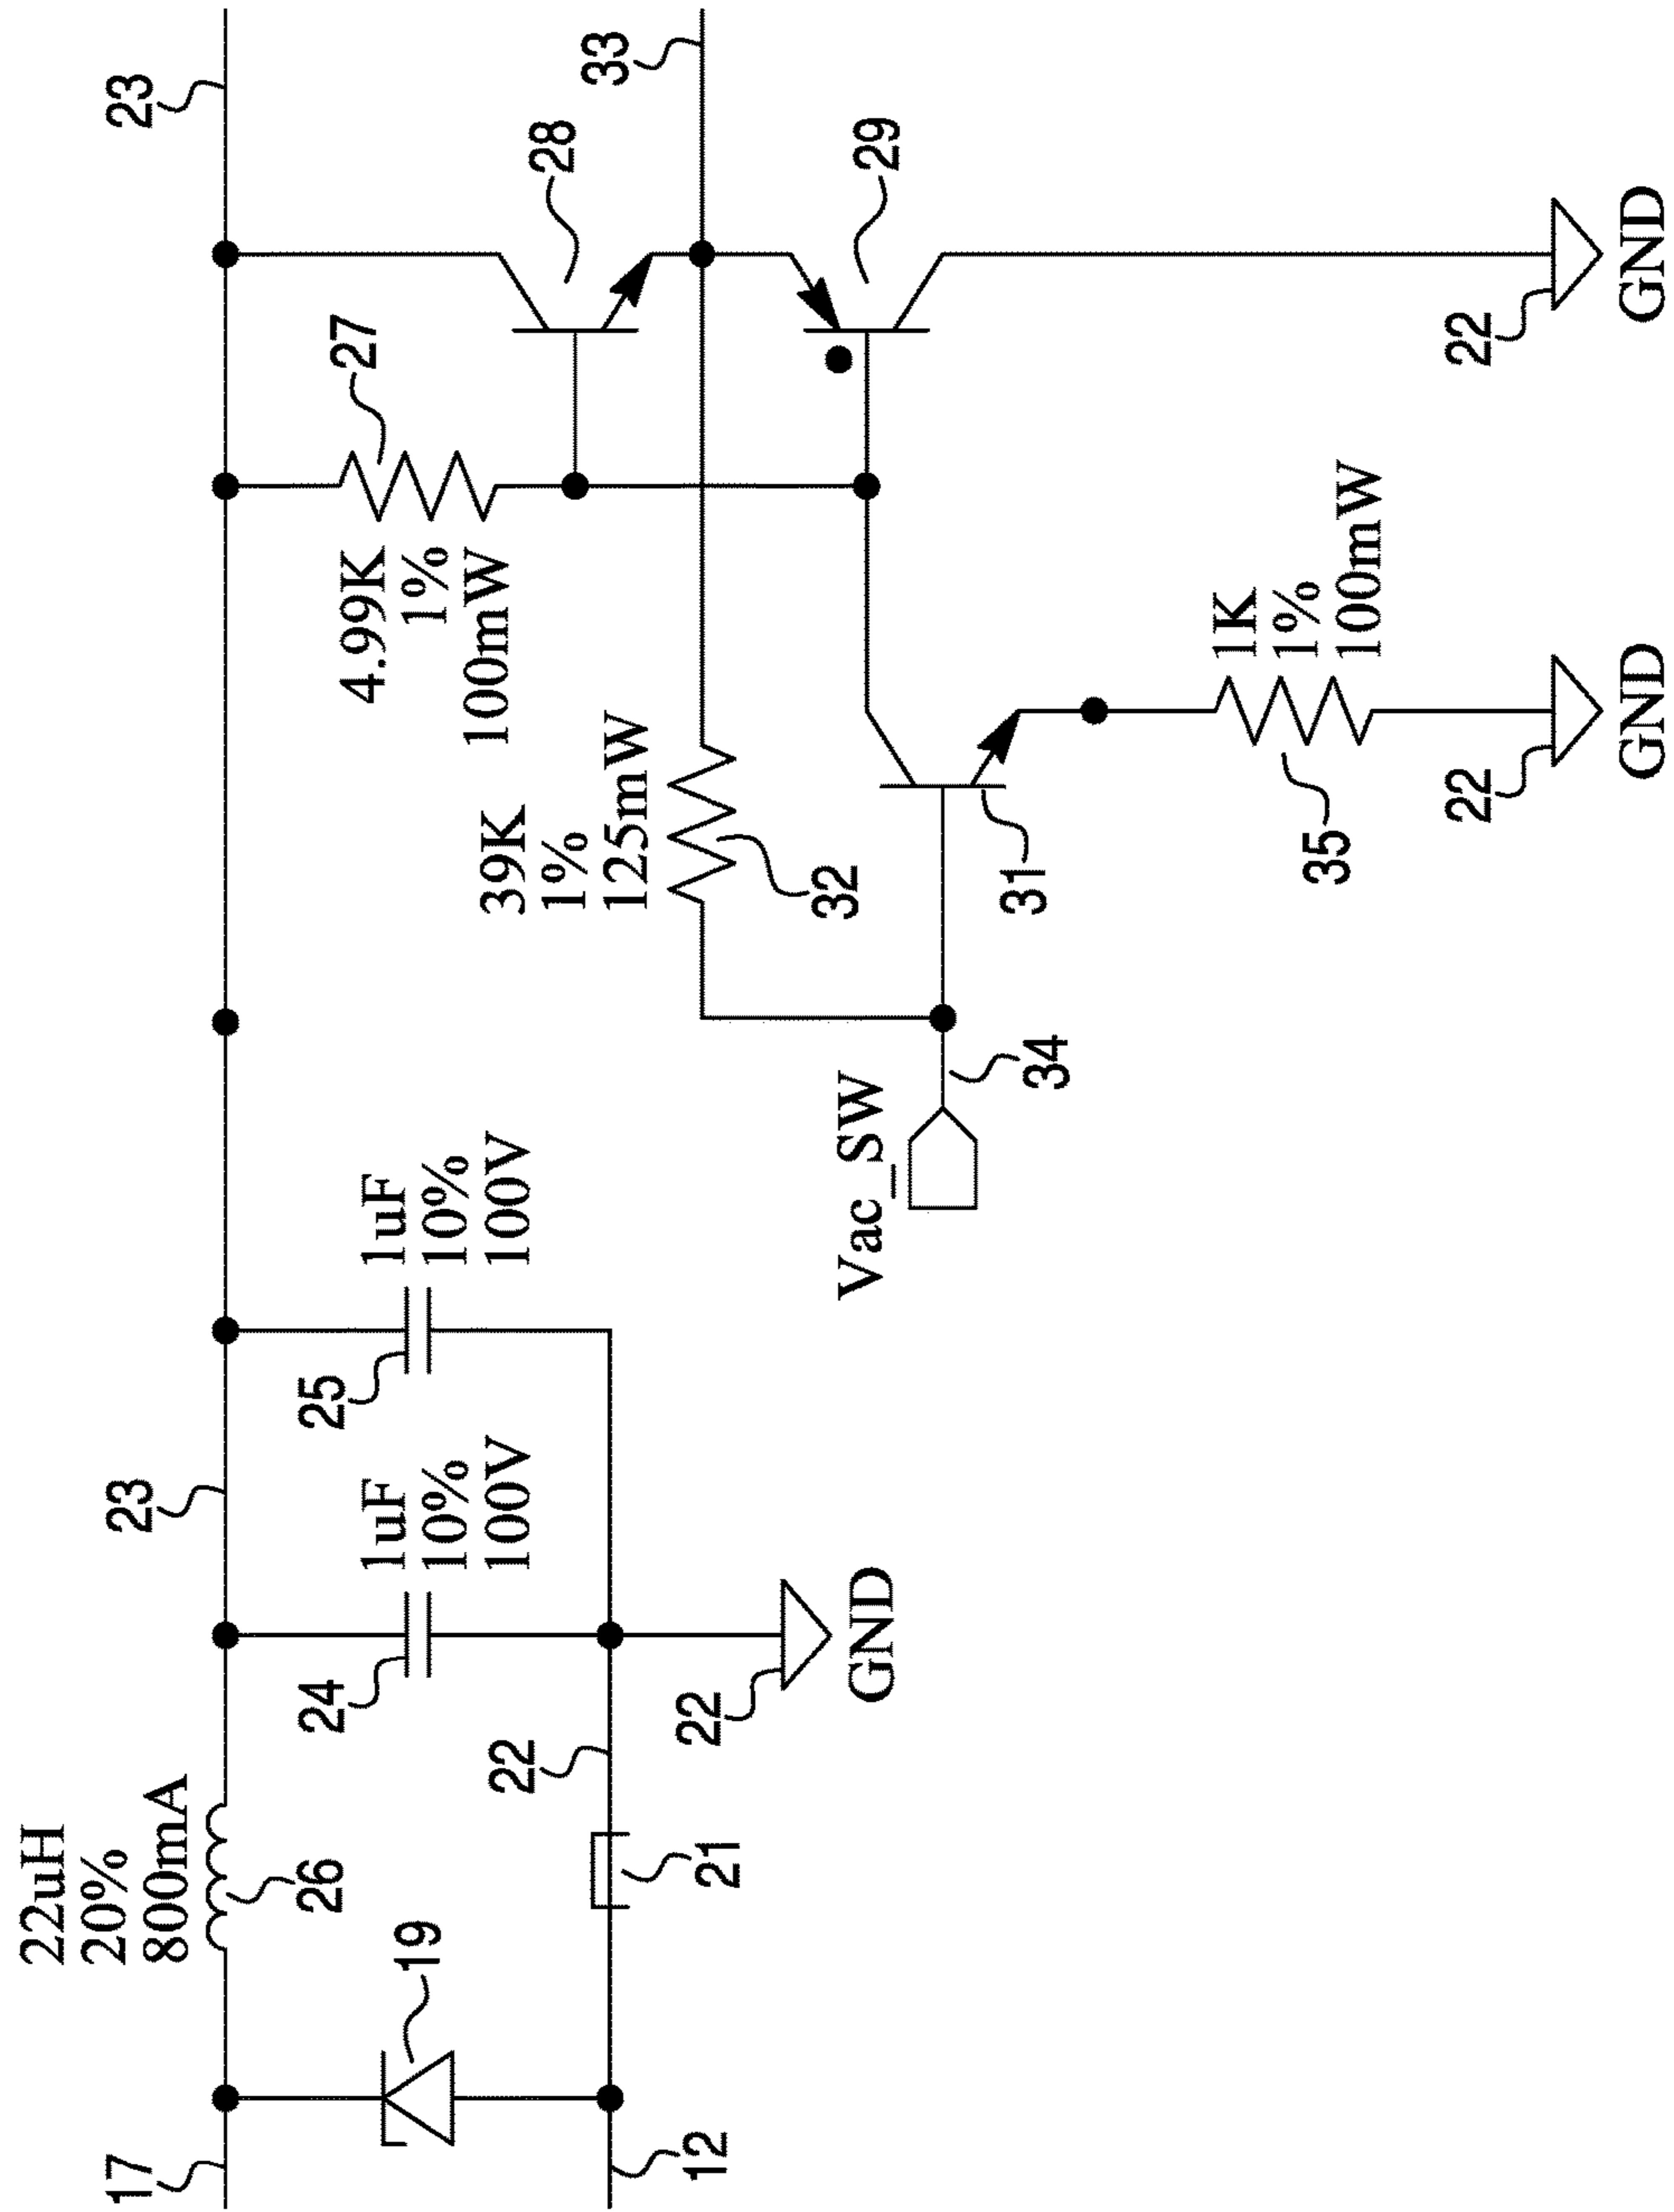 22uH
20%
800mA
17
26
23
23
19
24
1uF
10%
100V
25
1uF
10%
100V
4.99K
1%
100mW
27
28
33
39K
1%
125mW
32
12
21
22
22
GND
Vac_SW
34
31
29
1K
1%
100mW
35
22
GND
22
GND